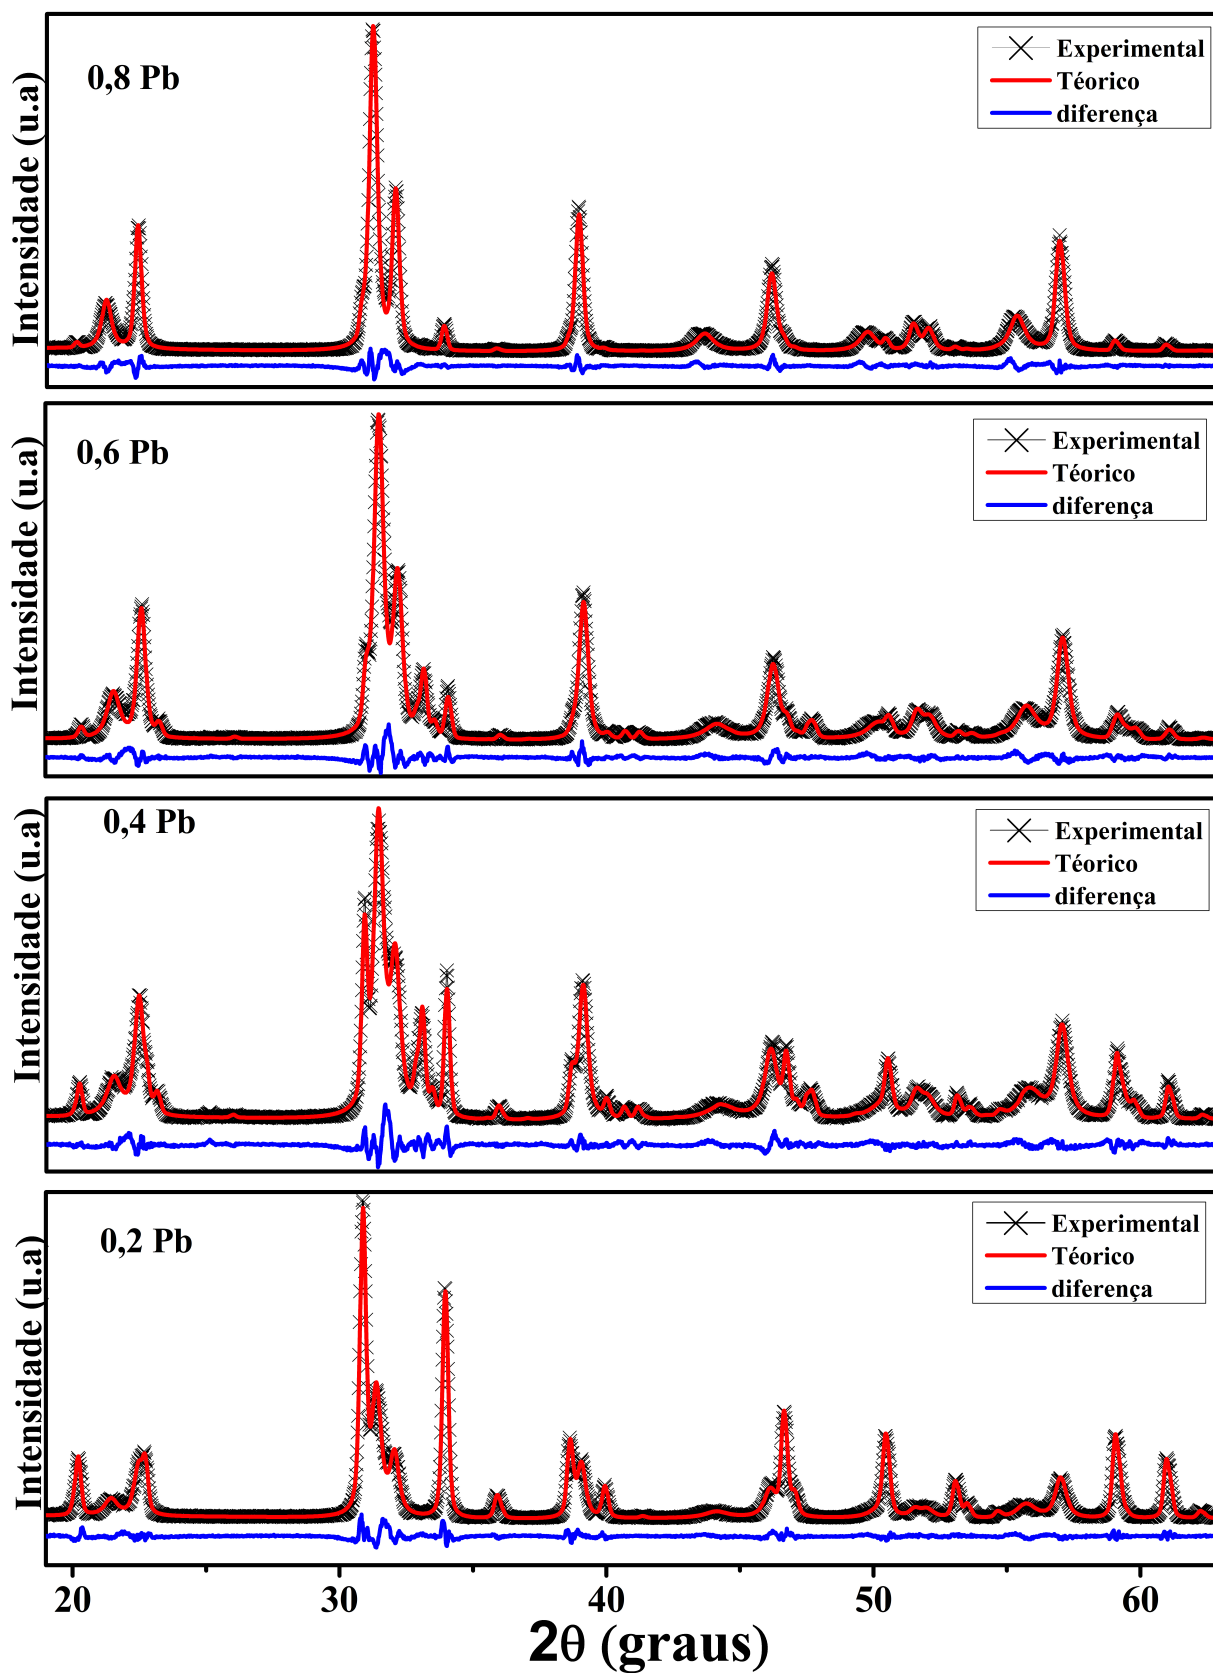 0,8 Pb
Intensidade (u.a)
Experimental
Téorico
diferença
0,6 Pb
Intensidade (u.a)
Experimental
Téorico
diferença
0,4 Pb
Intensidade (u.a)
Experimental
Téorico
diferença
0,2 Pb
Intensidade (u.a)
Experimental
Téorico
diferença
20 30 40 50 60
2θ (graus)